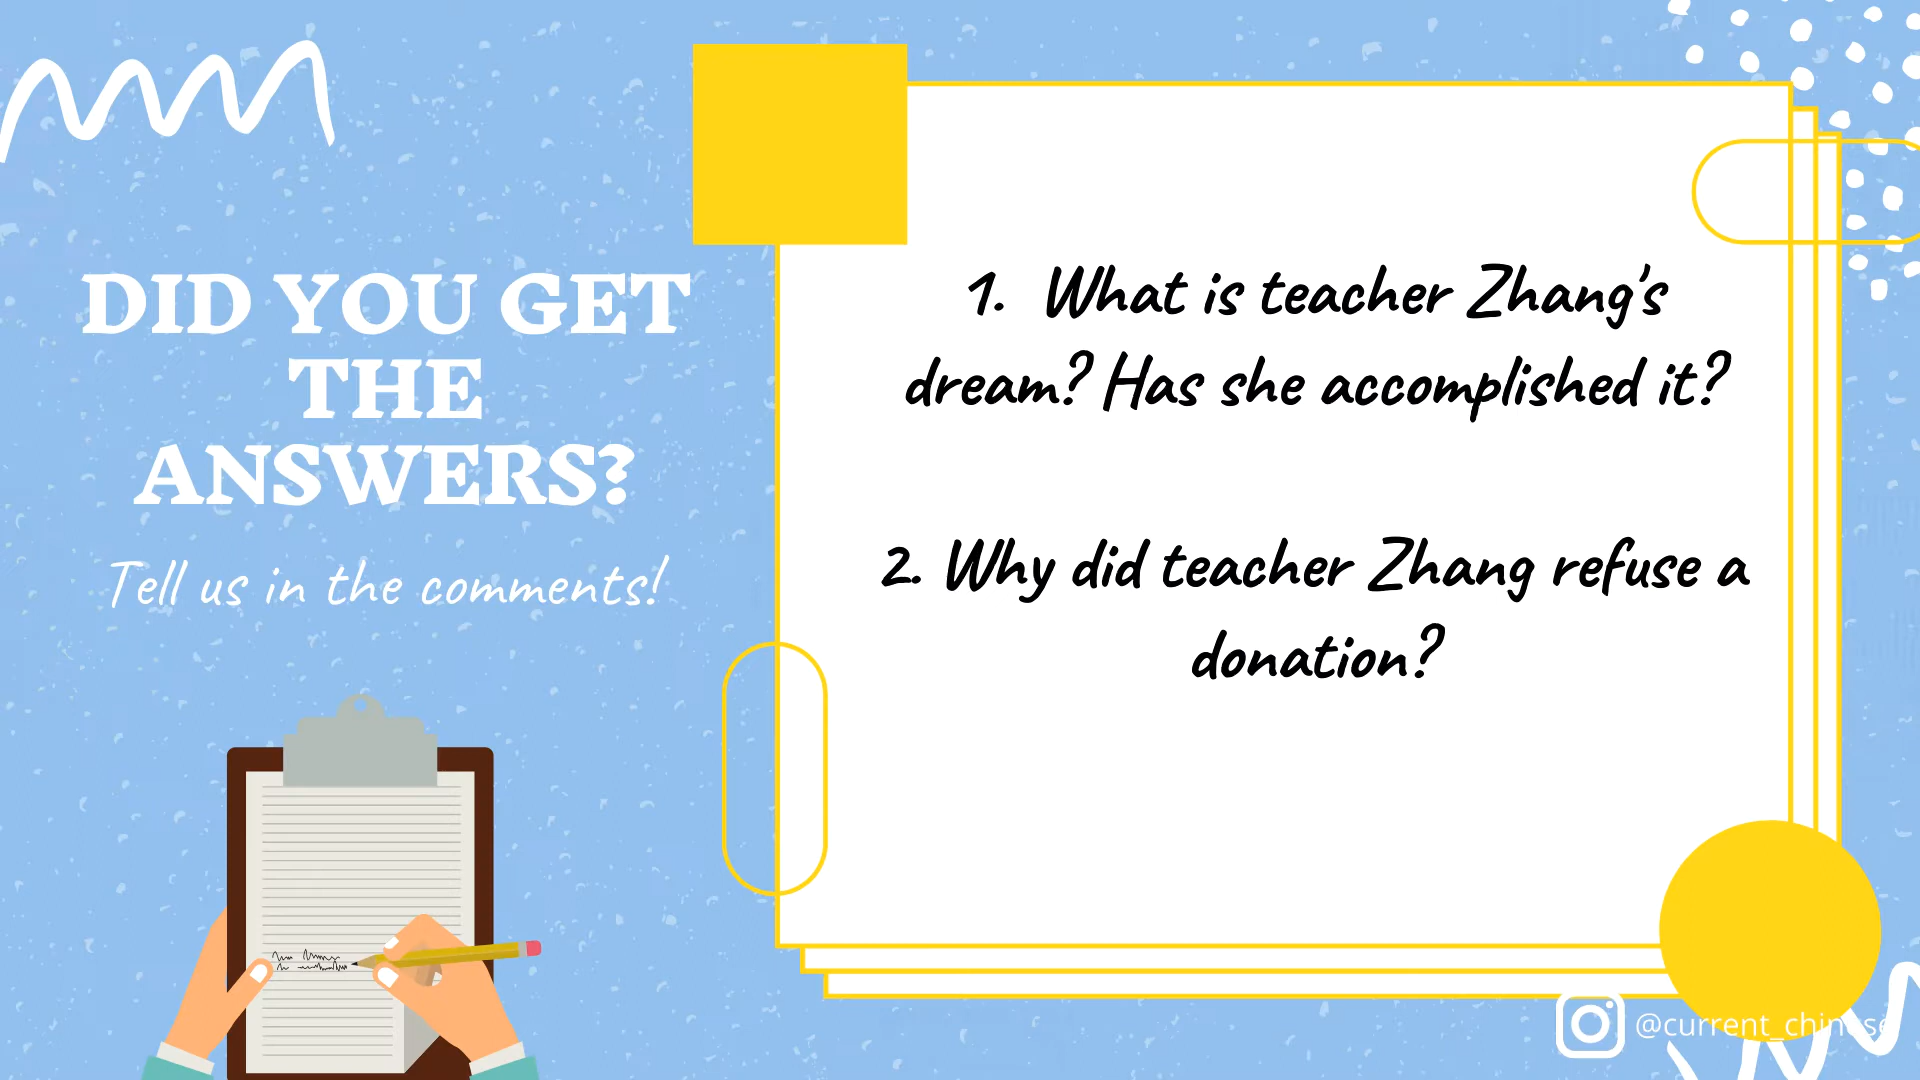 DID YOU GET
THE
ANSWERS?
Tell us in the comments!
1. What is teacher Zhang's
dream? Has she accomplished it?
2. Why did teacher Zhang refuse a
donation?
@current_chinese